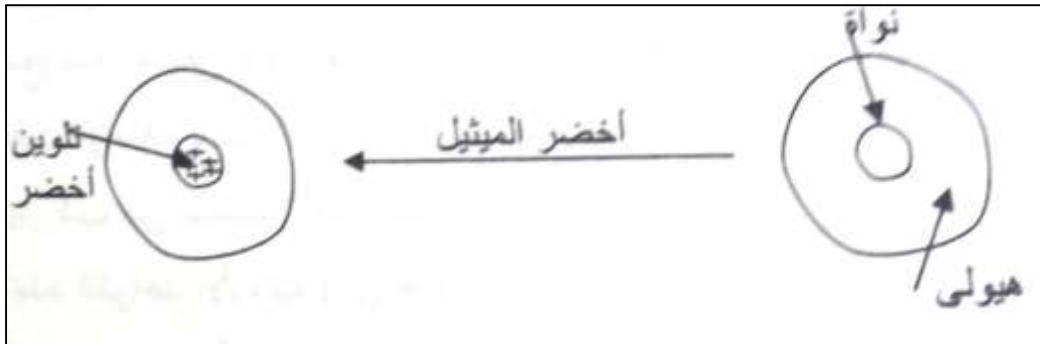 نواة
أخضر الميثيل
تلوين
أخضر
هيولى